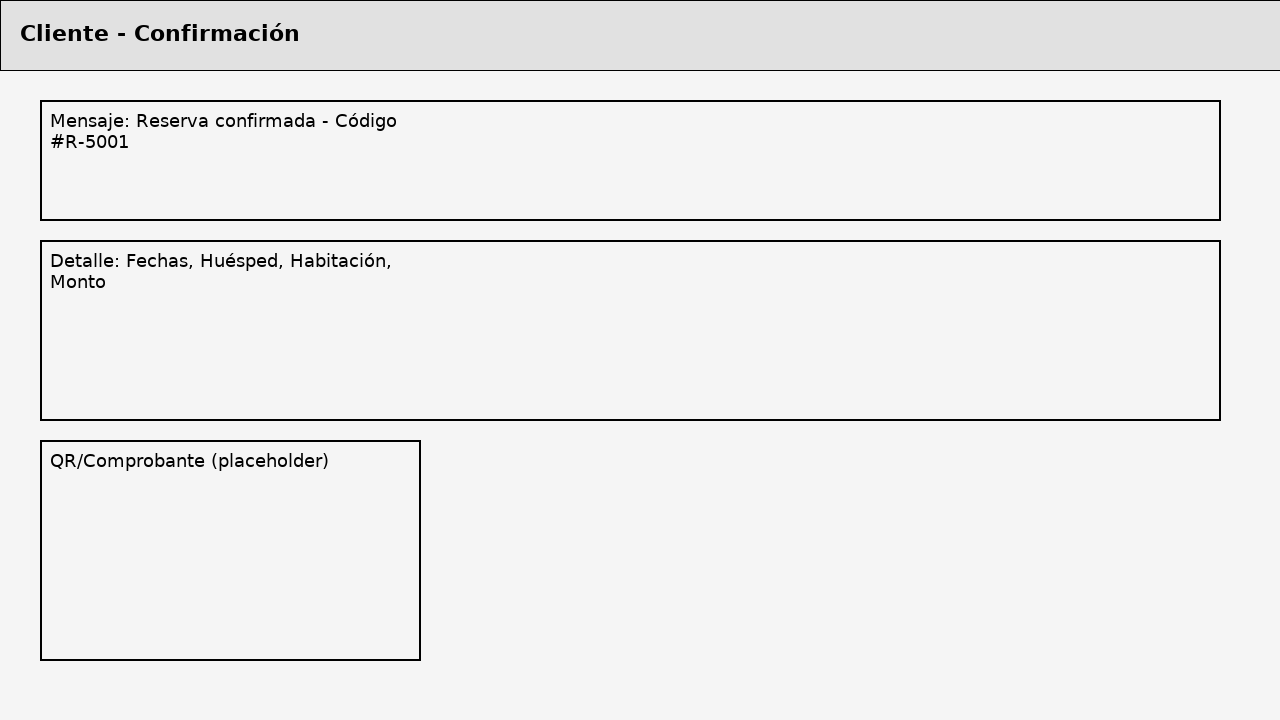 Cliente - Confirmación
Mensaje: Reserva confirmada - Código
#R-5001
Detalle: Fechas, Huésped, Habitación,
Monto
QR/Comprobante (placeholder)